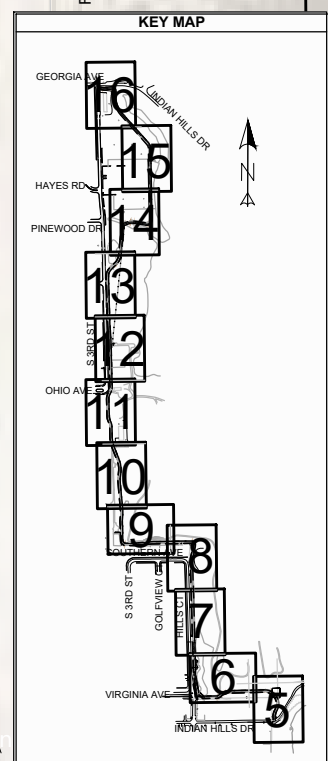 KEY MAP
GEORGIA AVE
INDIAN HILLS DR
16
15
N
HAYES RD
14
PINEWOOD DR
13
S 3RD ST
12
OHIO AVE
11
10
9
SOUTHERN AVE
8
S 3RD ST
GOLFVIEW
HILLS CT
7
6
VIRGINIA AVE
5
INDIAN HILLS DR